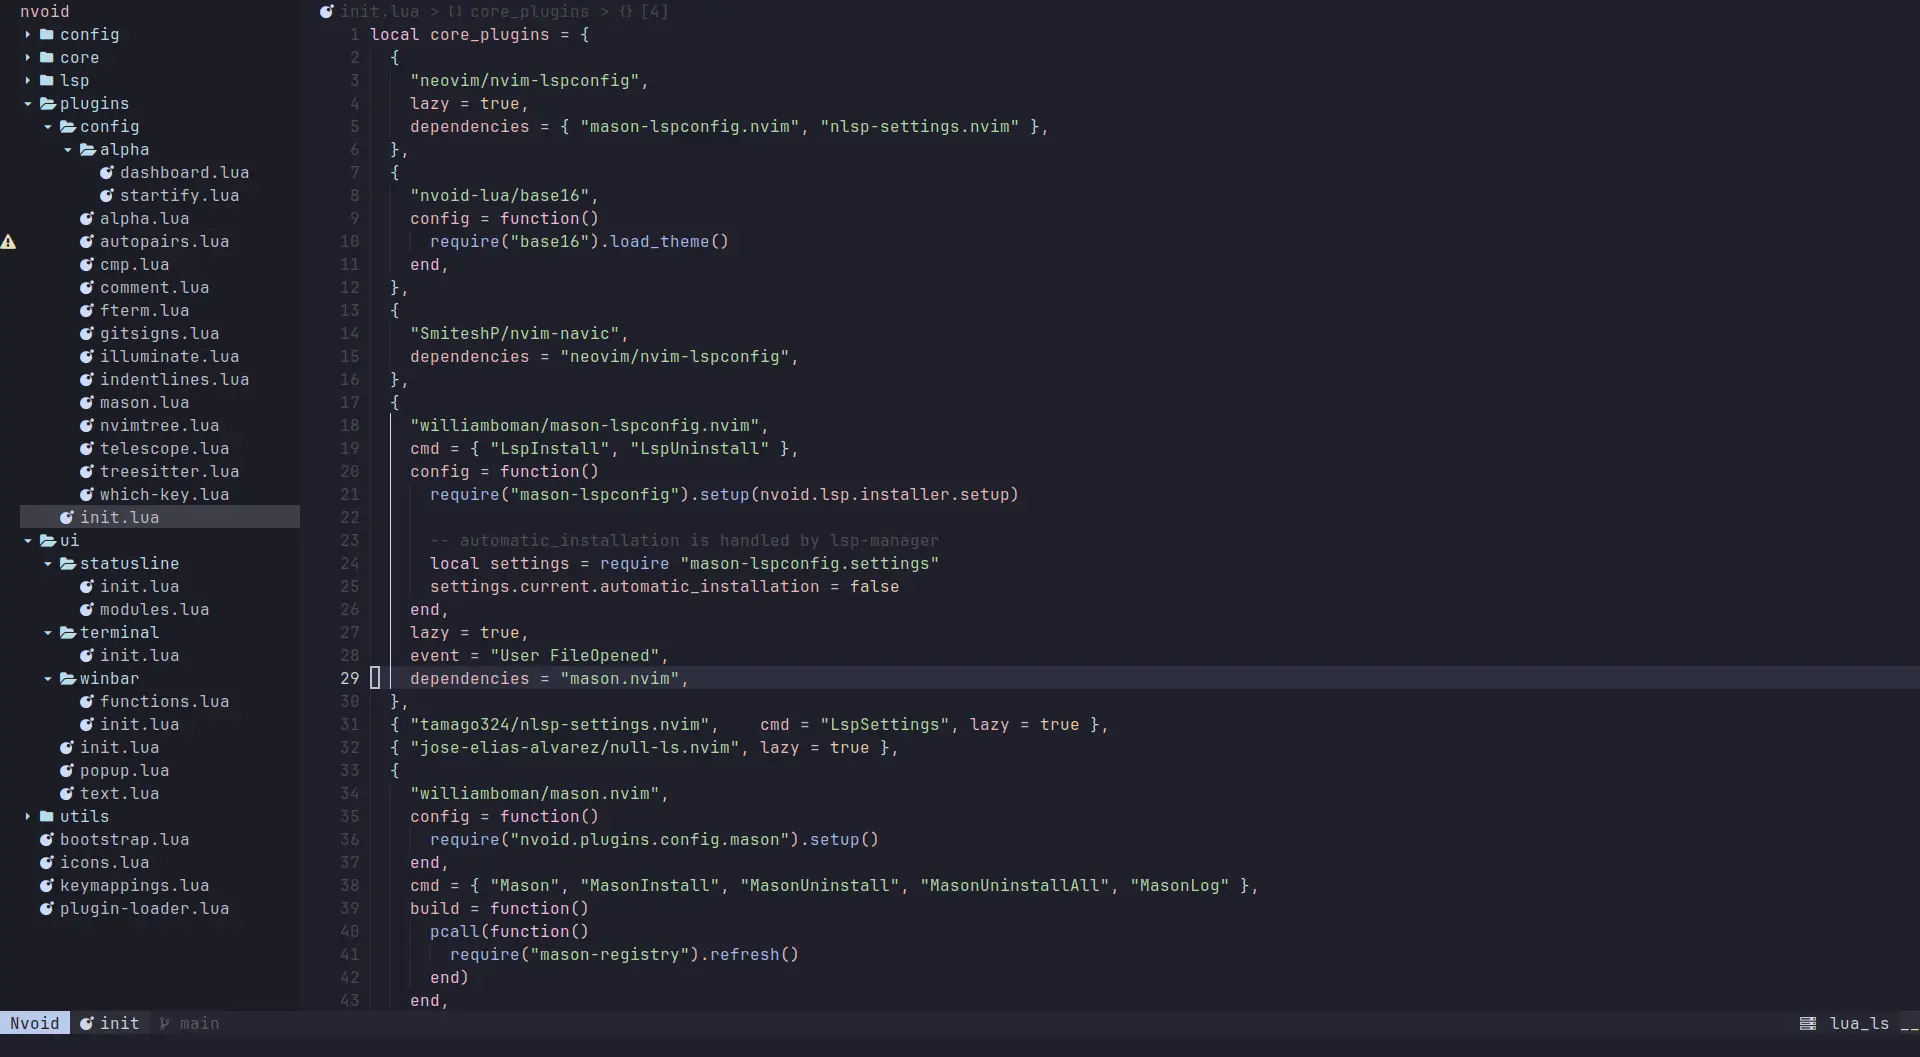 nvoid
config
core
lsp
plugins
config
alpha
dashboard.lua
startify.lua
alpha.lua
autopairs.lua
cmp.lua
comment.lua
fterm.lua
gitsigns.lua
illuminate.lua
indentlines.lua
mason.lua
nvimtree.lua
telescope.lua
treesitter.lua
which-key.lua
init.lua
ui
statusline
init.lua
modules.lua
terminal
init.lua
winbar
functions.lua
init.lua
init.lua
popup.lua
text.lua
utils
bootstrap.lua
icons.lua
keymappings.lua
plugin-loader.lua
init.lua > [] core_plugins > {} [4]
1 local core_plugins = {
2   {
3     "neovim/nvim-lspconfig",
4     lazy = true,
5     dependencies = { "mason-lspconfig.nvim", "nlsp-settings.nvim" },
6   },
7   {
8     "nvoid-lua/base16",
9     config = function()
10       require("base16").load_theme()
11     end,
12   },
13   {
14     "SmiteshP/nvim-navic",
15     dependencies = "neovim/nvim-lspconfig",
16   },
17   {
18     "williamboman/mason-lspconfig.nvim",
19     cmd = { "LspInstall", "LspUninstall" },
20     config = function()
21       require("mason-lspconfig").setup(nvoid.lsp.installer.setup)
22
23       -- automatic_installation is handled by lsp-manager
24       local settings = require "mason-lspconfig.settings"
25       settings.current.automatic_installation = false
26     end,
27     lazy = true,
28     event = "User FileOpened",
29     dependencies = "mason.nvim",
30   },
31   { "tamago324/nlsp-settings.nvim",    cmd = "LspSettings", lazy = true },
32   { "jose-elias-alvarez/null-ls.nvim", lazy = true },
33   {
34     "williamboman/mason.nvim",
35     config = function()
36       require("nvoid.plugins.config.mason").setup()
37     end,
38     cmd = { "Mason", "MasonInstall", "MasonUninstall", "MasonUninstallAll", "MasonLog" },
39     build = function()
40       pcall(function()
41         require("mason-registry").refresh()
42       end)
43     end,
Nvoid init main lua_ls __